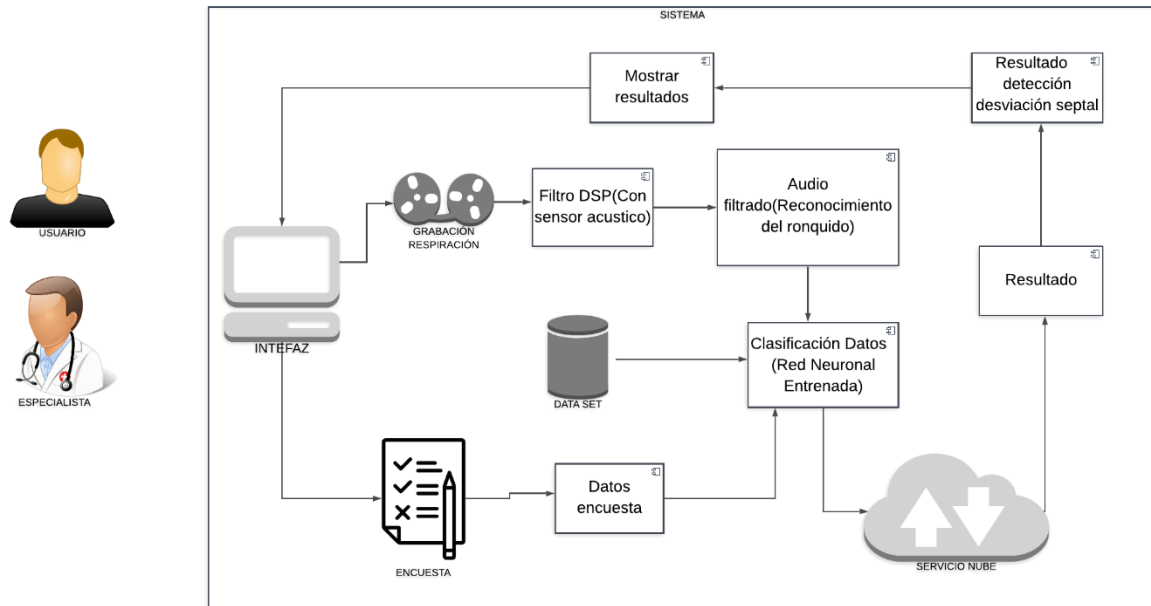 SISTEMA
Mostrar
resultados
Resultado
detección
desviación septal
USUARIO
GRABACIÓN
RESPIRACIÓN
Filtro DSP(Con
sensor acustico)
Audio
filtrado(Reconocimiento
del ronquido)
Resultado
INTEFAZ
ESPECIALISTA
DATA SET
Clasificación Datos
(Red Neuronal
Entrenada)
Datos
encuesta
ENCUESTA
SERVICIO NUBE